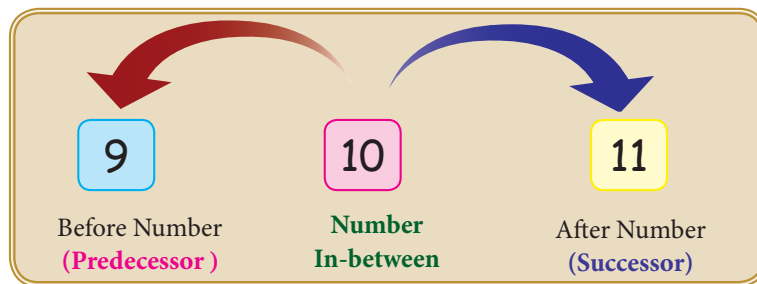 9
10
11
Before Number
(Predecessor )
Number
In-between
After Number
(Successor)